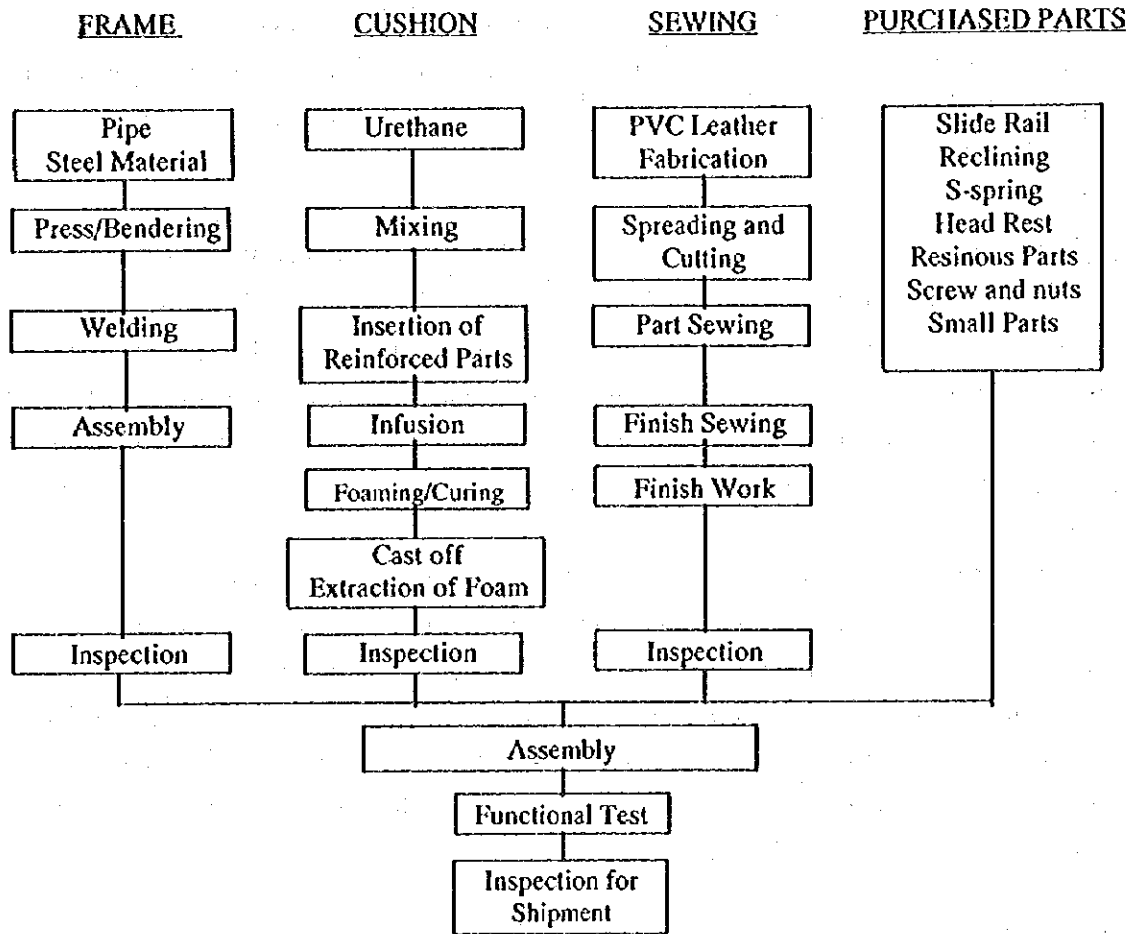 FRAME
CUSHION
SEWING
PURCHASED PARTS
Pipe
Steel Material
Press/Bendering
Welding
Assembly
Inspection
Urethane
Mixing
Insertion of
Reinforced Parts
Infusion
Foaming/Curing
Cast off
Extraction of Foam
Inspection
PVC Leather
Fabrication
Spreading and
Cutting
Part Sewing
Finish Sewing
Finish Work
Inspection
Slide Rail
Reclining
S-spring
Head Rest
Resinous Parts
Screw and nuts
Small Parts
Assembly
Functional Test
Inspection for
Shipment